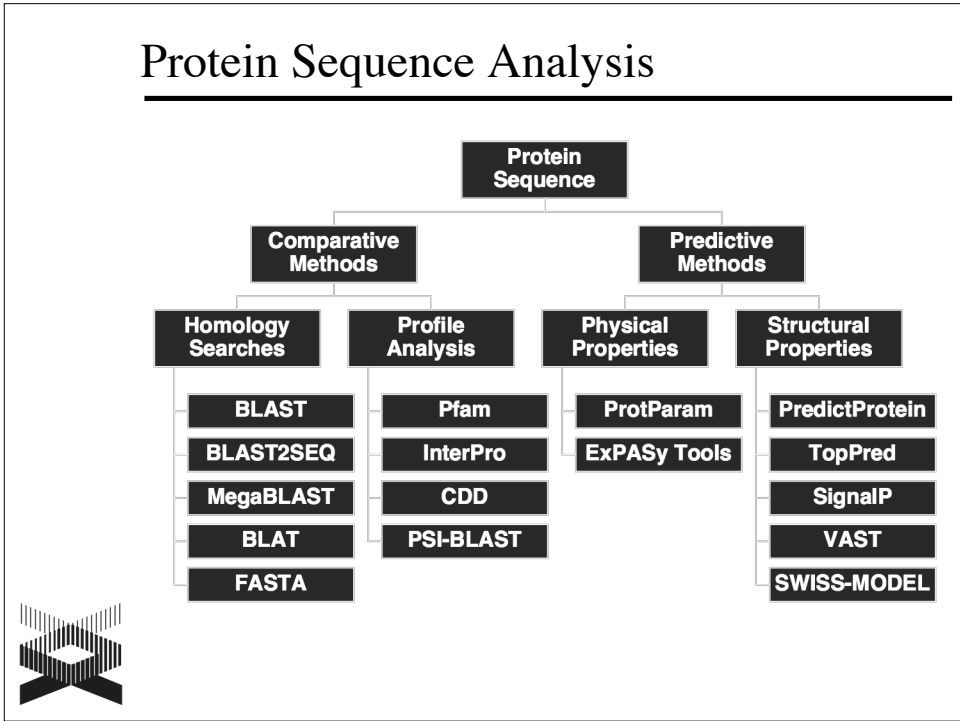 Protein Sequence Analysis
Protein
Sequence
Comparative
Methods
Predictive
Methods
Homology
Searches
Profile
Analysis
Physical
Properties
Structural
Properties
BLAST
BLAST2SEQ
MegaBLAST
BLAT
FASTA
Pfam
InterPro
CDD
PSI-BLAST
ProtParam
ExPASy Tools
PredictProtein
TopPred
SignalP
VAST
SWISS-MODEL